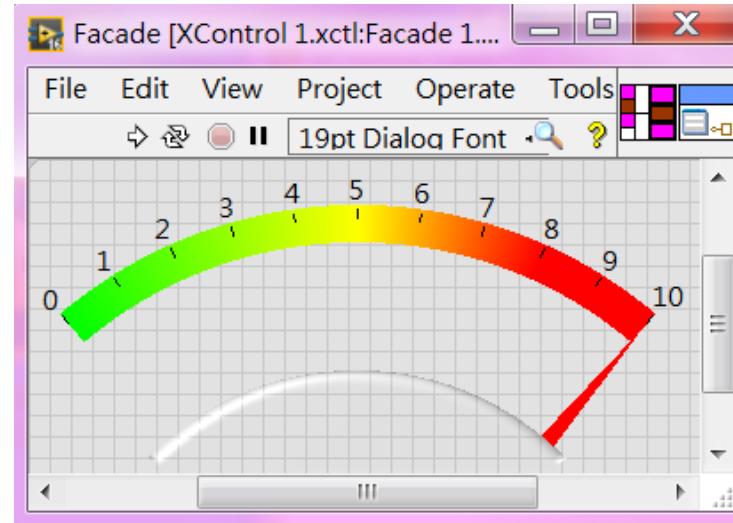 Facade [XControl 1.xctl:Facade 1....
File Edit View Project Operate Tools
19pt Dialog Font
0 1 2 3 4 5 6 7 8 9 10